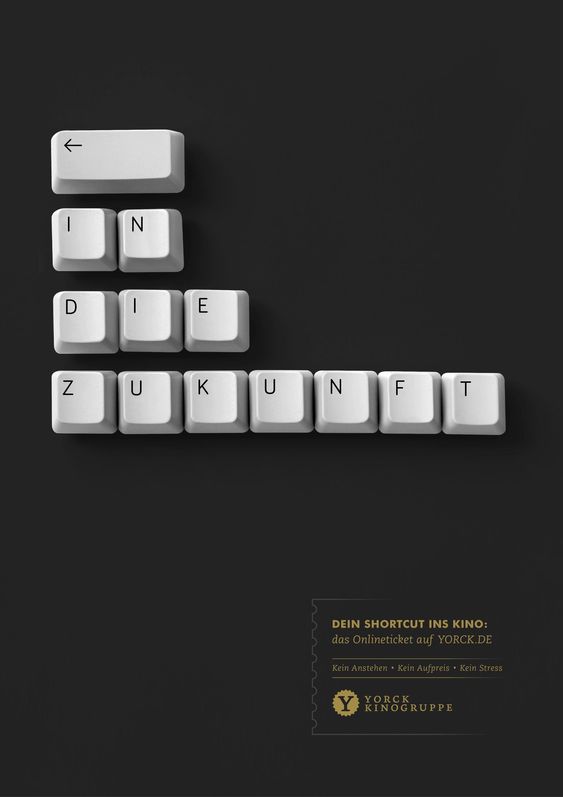 ←
IN
DIE
ZUKUNFT
DEIN SHORTCUT INS KINO:
das Onlineticket auf YORCK.DE
Kein Anstehen • Kein Aufpreis • Kein Stress
Y
YORCK
KINOGRUPPE